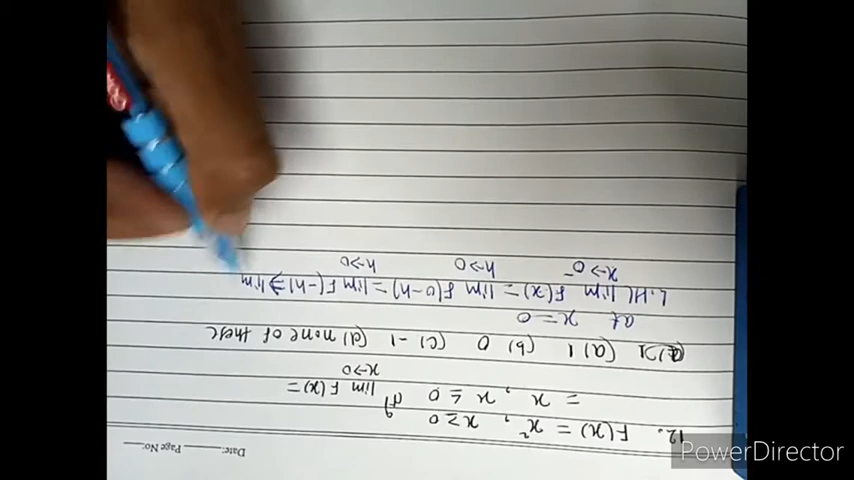 Date: Page No:
12. F(x) = x², x ≥ 0
= x, x ≤ 0 lim F(x) =
x→0
(a) 1 (b) 0 (c) -1 (d) none of these
at x = 0
L.H( lim F(x) = lim F(0-h) = lim F(-h) ⇒ lim
x→0⁻ h→0 h→0
PowerDirector